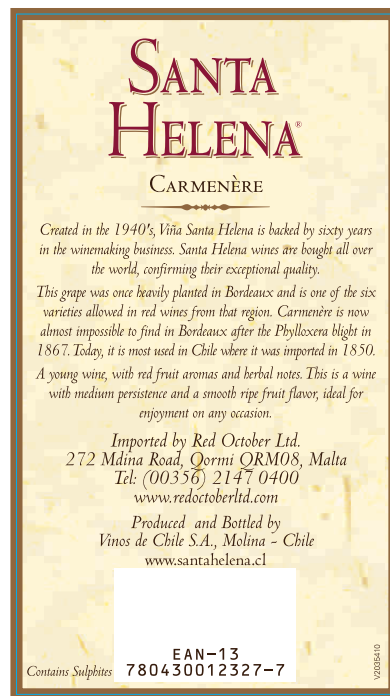 SANTA
HELENA®
CARMENÈRE
Created in the 1940's, Viña Santa Helena is backed by sixty years
in the winemaking business. Santa Helena wines are bought all over
the world, confirming their exceptional quality.
This grape was once heavily planted in Bordeaux and is one of the six
varieties allowed in red wines from that region. Carmenère is now
almost impossible to find in Bordeaux after the Phylloxera blight in
1867. Today, it is most used in Chile where it was imported in 1850.
A young wine, with red fruit aromas and herbal notes. This is a wine
with medium persistence and a smooth ripe fruit flavor, ideal for
enjoyment on any occasion.
Imported by Red October Ltd.
272 Mdina Road, Qormi QRM08, Malta
Tel: (00356) 2147 0400
www.redoctoberltd.com
Produced and Bottled by
Vinos de Chile S.A., Molina - Chile
www.santahelena.cl
EAN-13
780430012327-7
Contains Sulphites
V2035410